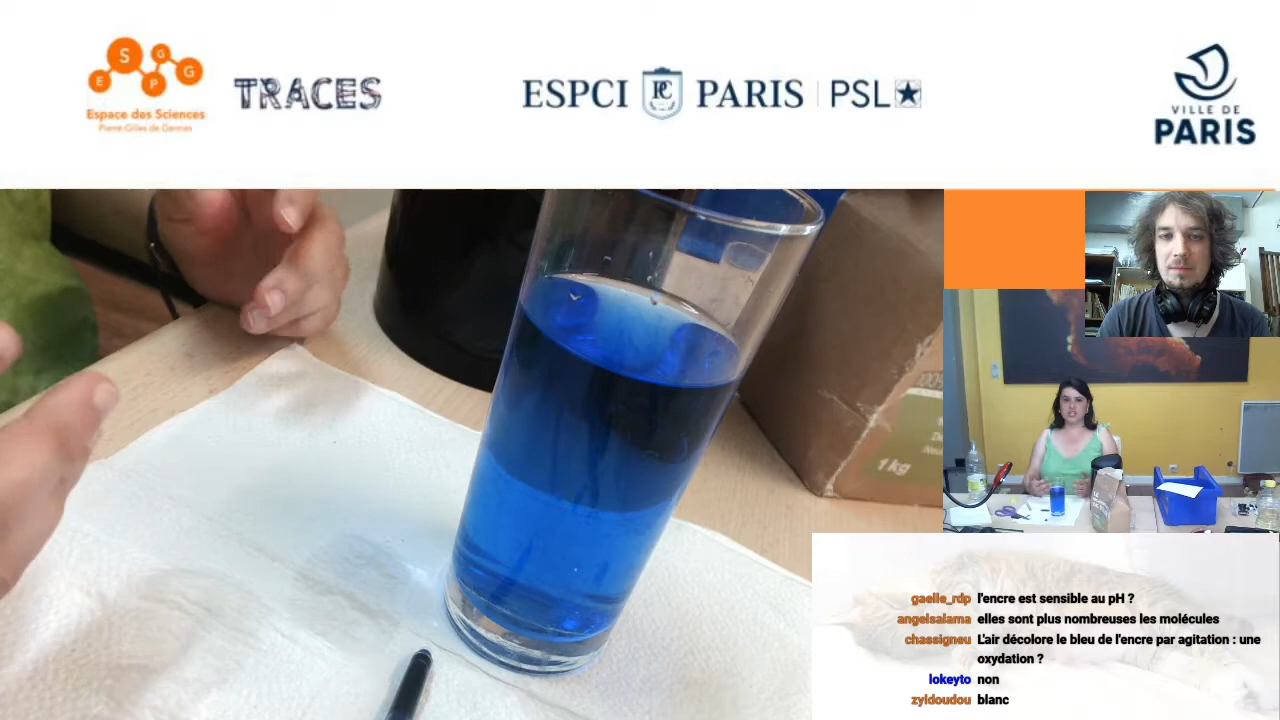 E S P G G
Espace des Sciences
Pierre-Gilles de Gennes
TRACES
ESPCI PC PARIS | PSL
VILLE DE
PARIS
1 kg
gaelle_rdp l'encre est sensible au pH ?
angelsalama elles sont plus nombreuses les molécules
chassigneu L'air décolore le bleu de l'encre par agitation : une
oxydation ?
lokeyto non
zyldoudou blanc